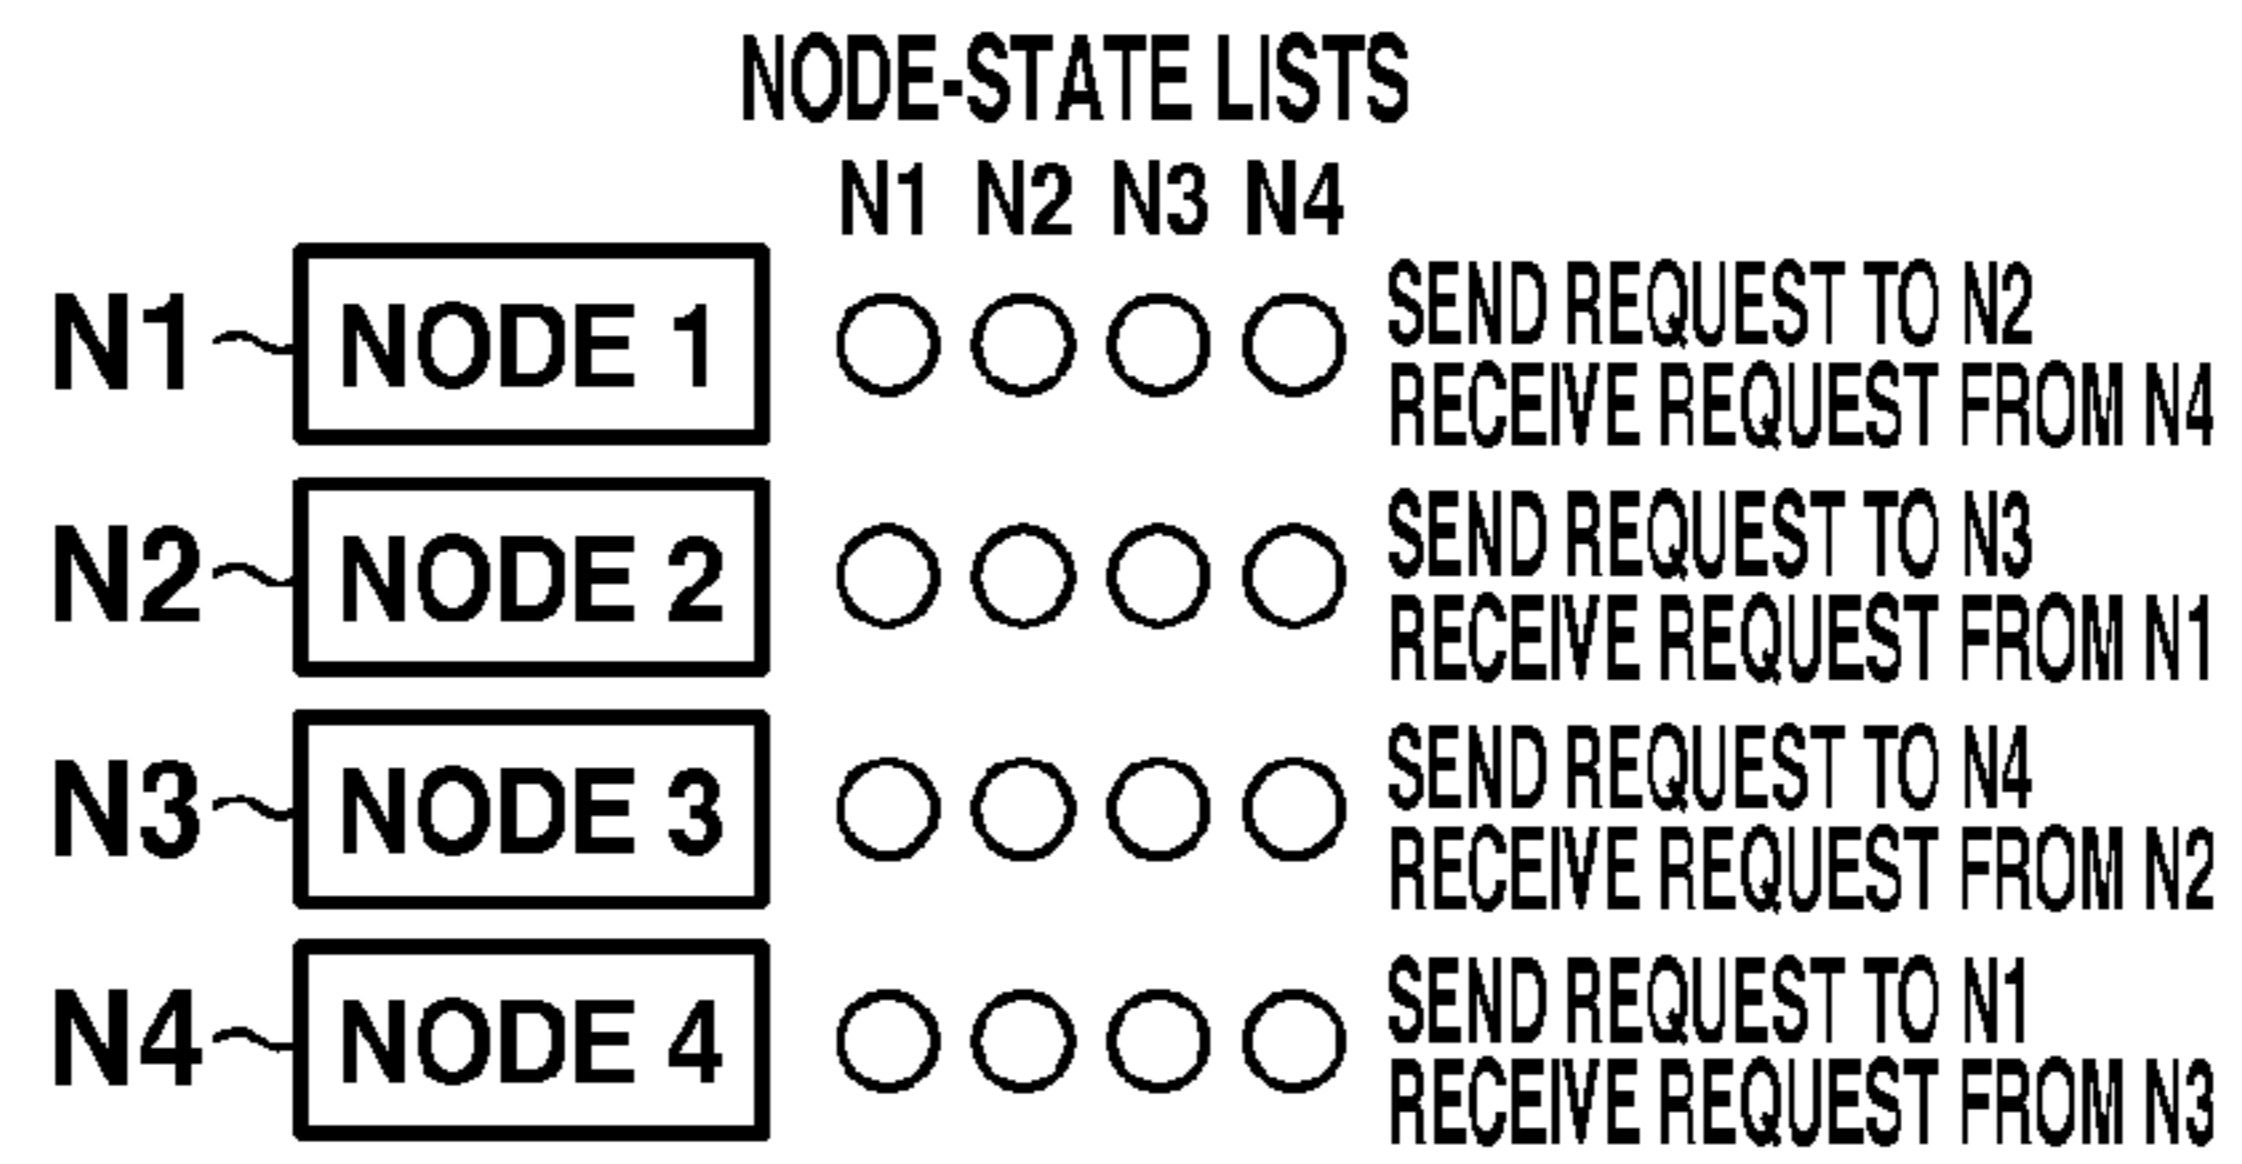 NODE-STATE LISTS
N1 N2 N3 N4
N1 NODE 1 SEND REQUEST TO N2
RECEIVE REQUEST FROM N4
N2 NODE 2 SEND REQUEST TO N3
RECEIVE REQUEST FROM N1
N3 NODE 3 SEND REQUEST TO N4
RECEIVE REQUEST FROM N2
N4 NODE 4 SEND REQUEST TO N1
RECEIVE REQUEST FROM N3